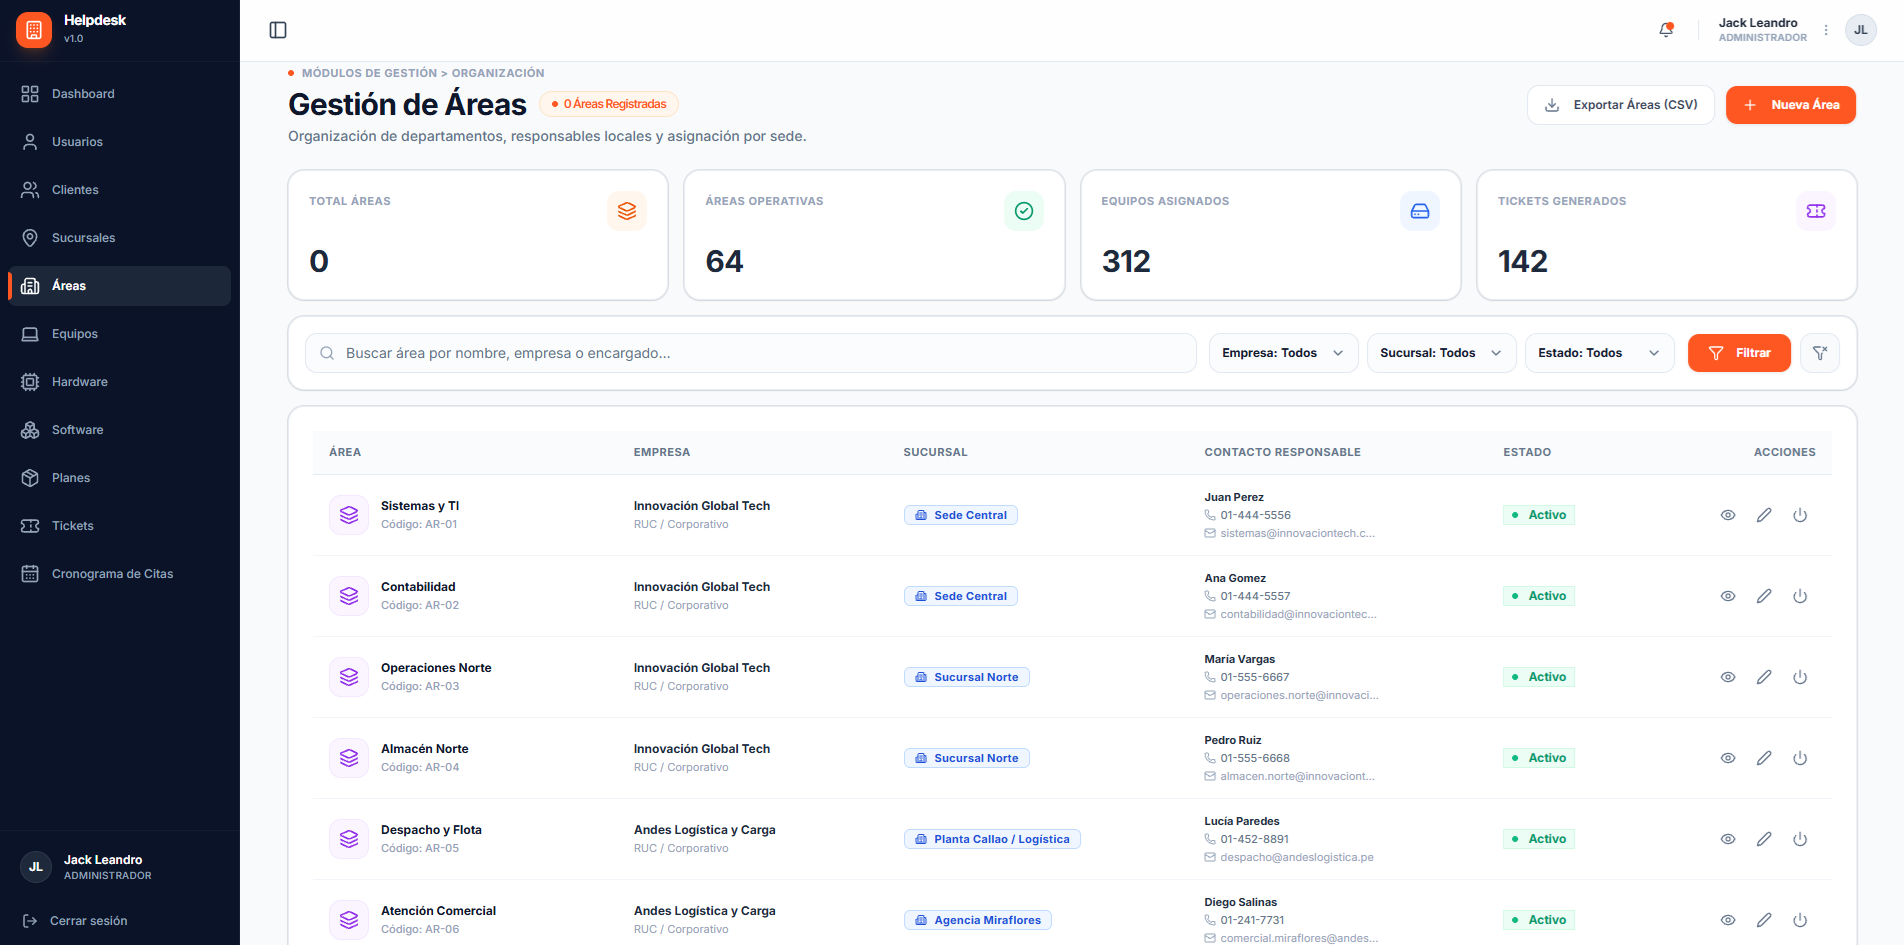 Helpdesk
v1.0
Dashboard
Usuarios
Clientes
Sucursales
Áreas
Equipos
Hardware
Software
Planes
Tickets
Cronograma de Citas
JL
Jack Leandro
ADMINISTRADOR
Cerrar sesión
Jack Leandro
ADMINISTRADOR
JL
MÓDULOS DE GESTIÓN > ORGANIZACIÓN
Gestión de Áreas
0 Áreas Registradas
Organización de departamentos, responsables locales y asignación por sede.
Exportar Áreas (CSV)
Nueva Área
TOTAL ÁREAS
0
ÁREAS OPERATIVAS
64
EQUIPOS ASIGNADOS
312
TICKETS GENERADOS
142
Buscar área por nombre, empresa o encargado...
Empresa: Todos
Sucursal: Todos
Estado: Todos
Filtrar
ÁREA EMPRESA SUCURSAL CONTACTO RESPONSABLE ESTADO ACCIONES
Sistemas y TI
Código: AR-01
Innovación Global Tech
RUC / Corporativo
Sede Central
Juan Perez
01-444-5556
sistemas@innovaciontech.c...
Activo
Contabilidad
Código: AR-02
Innovación Global Tech
RUC / Corporativo
Sede Central
Ana Gomez
01-444-5557
contabilidad@innovaciontec...
Activo
Operaciones Norte
Código: AR-03
Innovación Global Tech
RUC / Corporativo
Sucursal Norte
María Vargas
01-555-6667
operaciones.norte@innovaci...
Activo
Almacén Norte
Código: AR-04
Innovación Global Tech
RUC / Corporativo
Sucursal Norte
Pedro Ruiz
01-555-6668
almacen.norte@innovaciont...
Activo
Despacho y Flota
Código: AR-05
Andes Logística y Carga
RUC / Corporativo
Planta Callao / Logística
Lucía Paredes
01-452-8891
despacho@andeslogistica.pe
Activo
Atención Comercial
Código: AR-06
Andes Logística y Carga
RUC / Corporativo
Agencia Miraflores
Diego Salinas
01-241-7731
comercial.miraflores@andes...
Activo